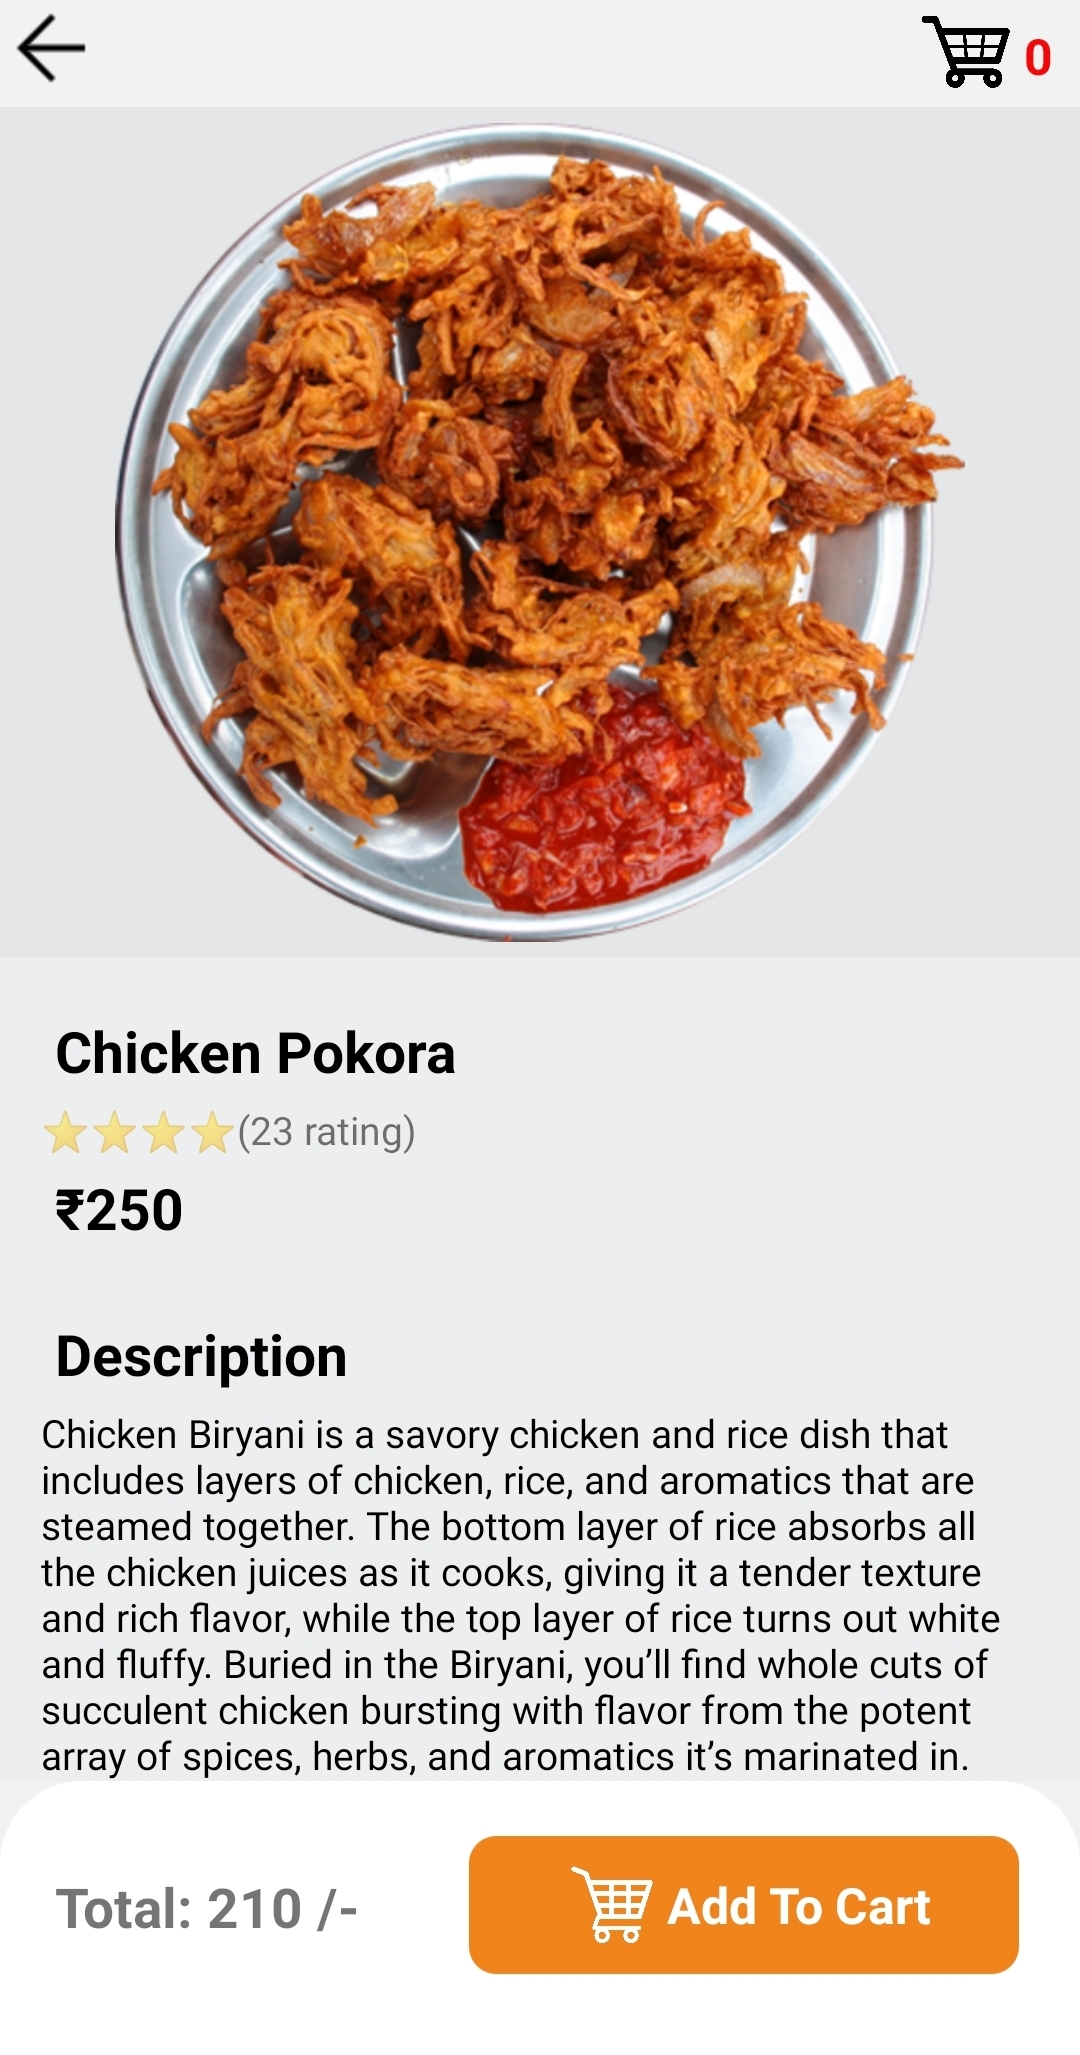 0
Chicken Pokora
(23 rating)
₹250
Description
Chicken Biryani is a savory chicken and rice dish that
includes layers of chicken, rice, and aromatics that are
steamed together. The bottom layer of rice absorbs all
the chicken juices as it cooks, giving it a tender texture
and rich flavor, while the top layer of rice turns out white
and fluffy. Buried in the Biryani, you’ll find whole cuts of
succulent chicken bursting with flavor from the potent
array of spices, herbs, and aromatics it’s marinated in.
Total: 210 /-
Add To Cart